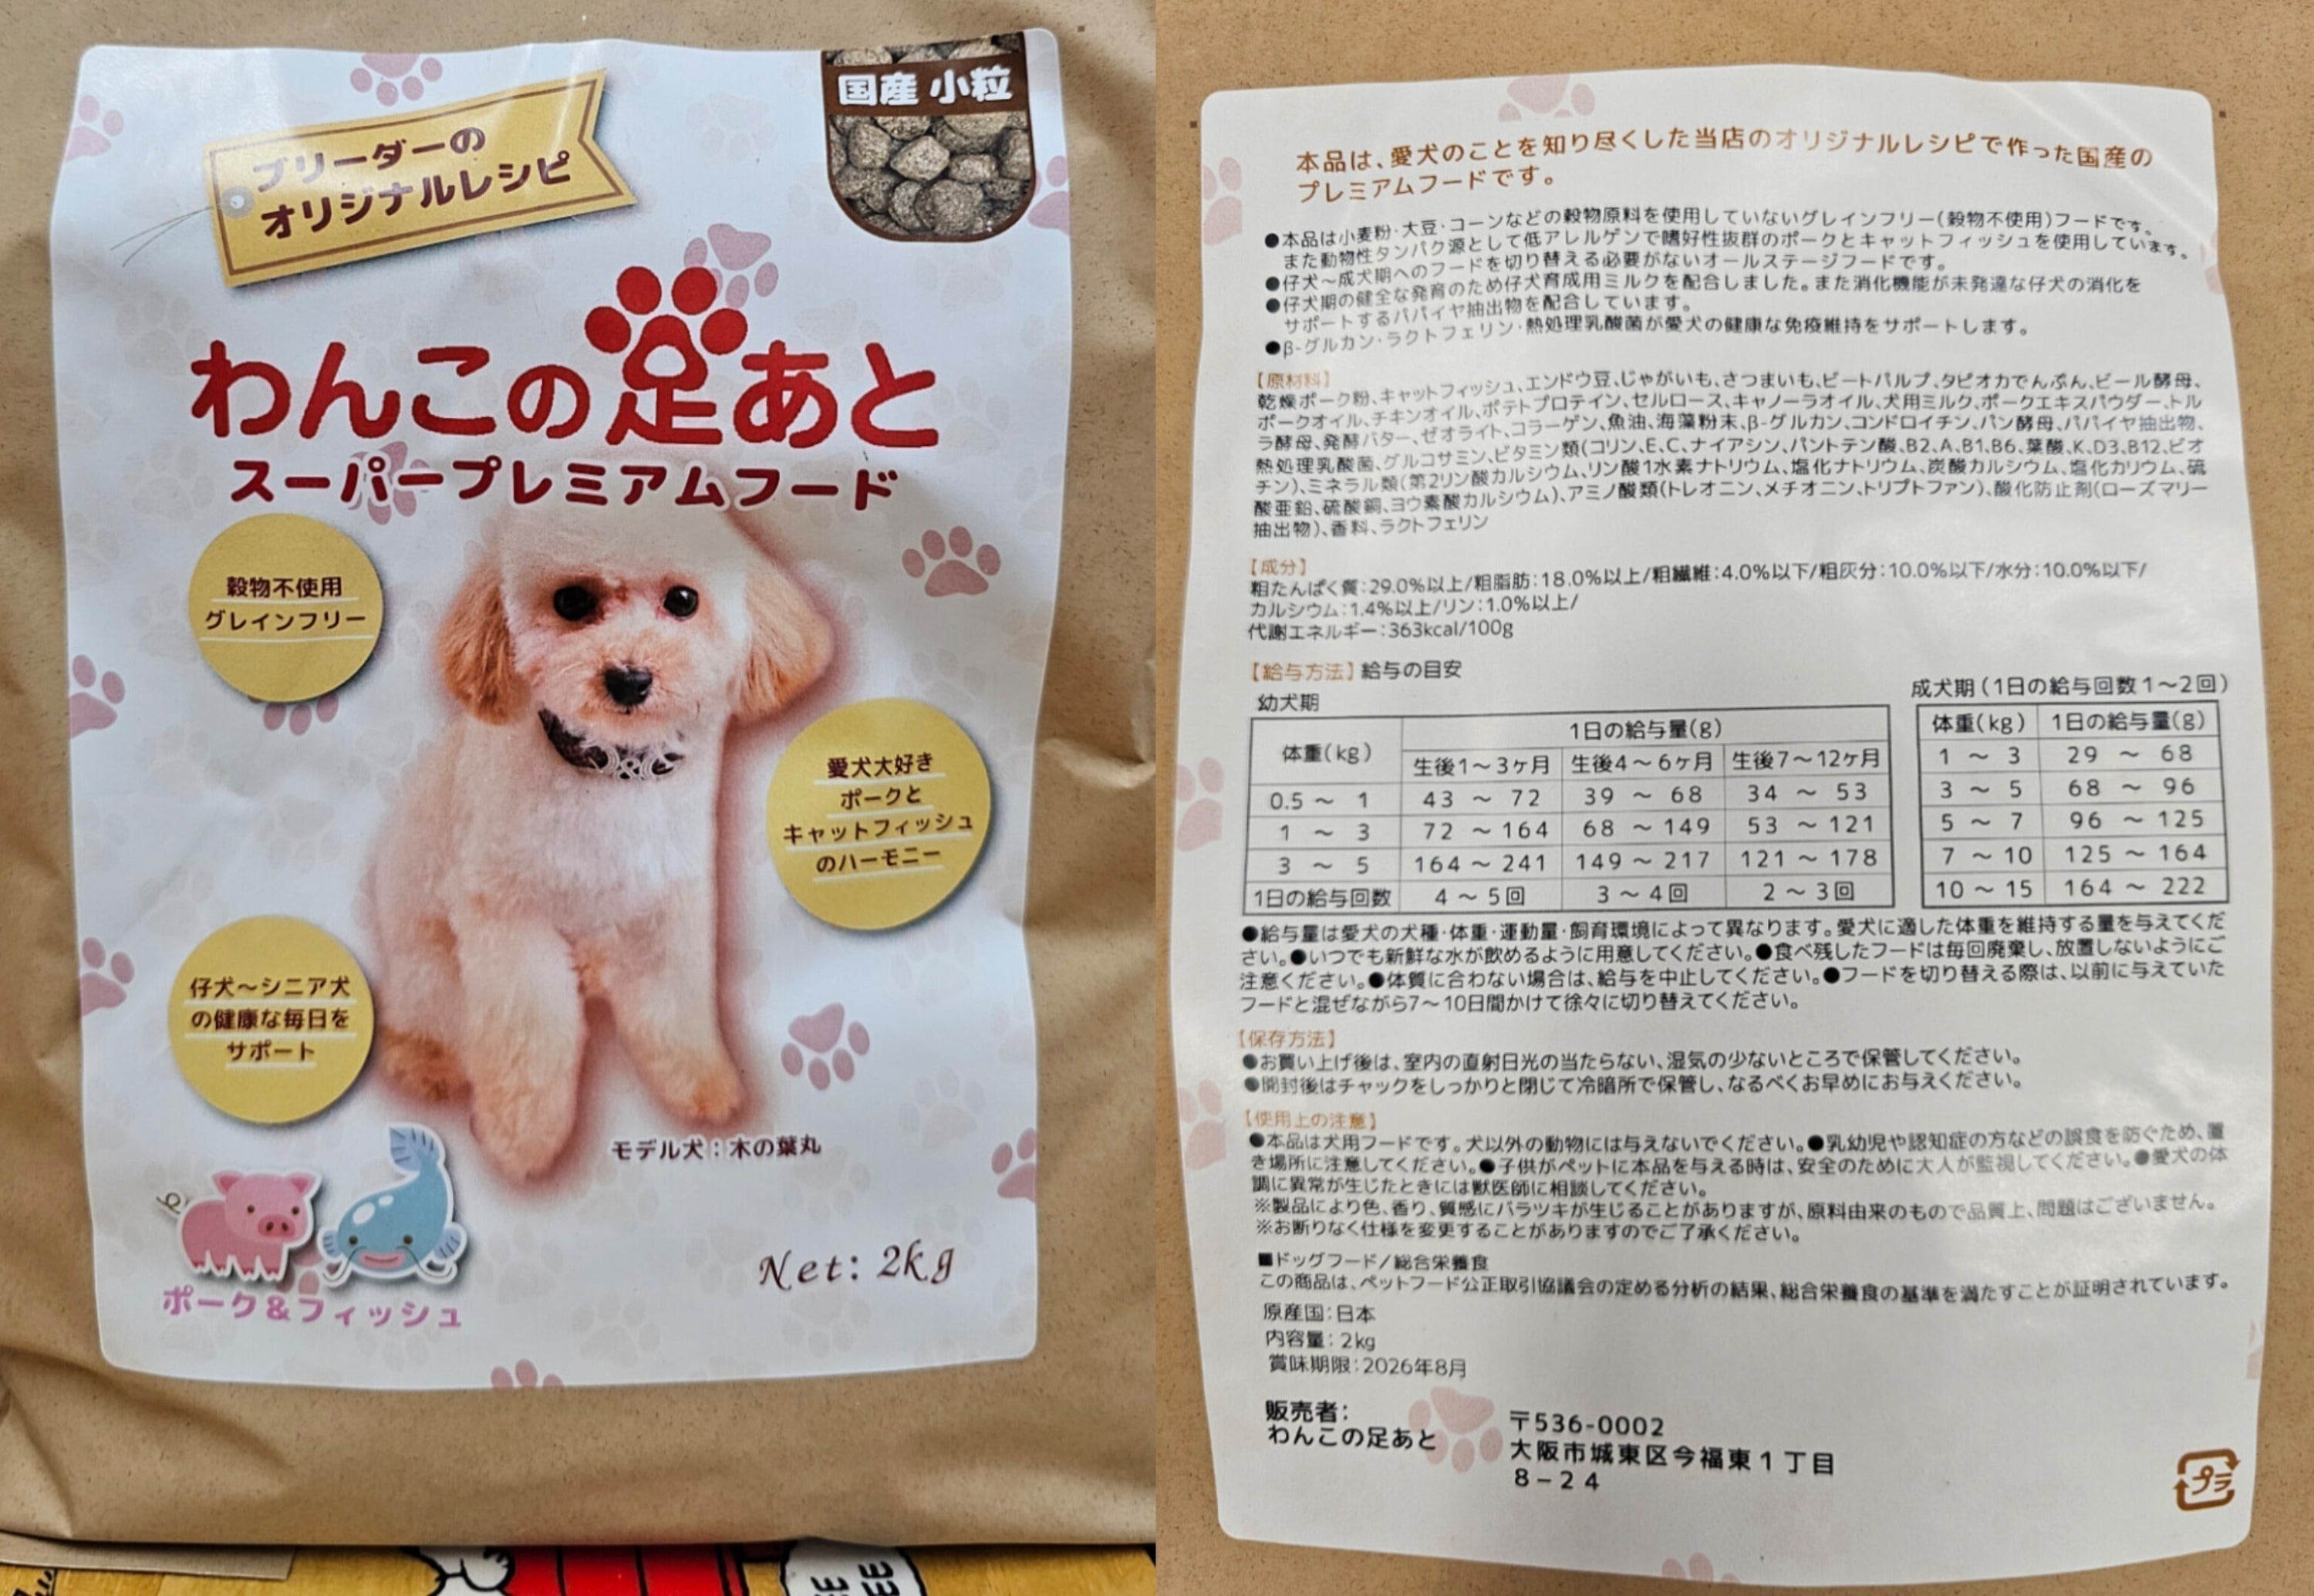 国産 小粒
ブリーダーの
オリジナルレシピ
わんこの足あと
スーパープレミアムフード
穀物不使用
グレインフリー
愛犬大好き
ポークと
キャットフィッシュ
のハーモニー
仔犬～シニア犬
の健康な毎日を
サポート
モデル犬：木の葉丸
ポーク&フィッシュ
Net: 2kg
本品は、愛犬のことを知り尽くした当店のオリジナルレシピで作った国産の
プレミアムフードです。
●本品は小麦粉・大豆・コーンなどの穀物原料を使用していないグレインフリー(穀物不使用)フードです。
また動物性タンパク源として低アレルゲンで嗜好性抜群のポークとキャットフィッシュを使用しています。
●仔犬～成犬期へのフードを切り替える必要がないオールステージフードです。
●仔犬期の健全な発育のため仔犬育成用ミルクを配合しました。また消化機能が未発達な仔犬の消化を
サポートするパパイヤ抽出物を配合しています。
●β-グルカン・ラクトフェリン・熱処理乳酸菌が愛犬の健康な免疫維持をサポートします。
【原材料】
乾燥ポーク粉、キャットフィッシュ、エンドウ豆、じゃがいも、さつまいも、ビートパルプ、タピオカでんぷん、ビール酵母、
ポークオイル、チキンオイル、ポテトプロテイン、セルロース、キャノーラオイル、犬用ミルク、ポークエキスパウダー、トル
ラ酵母、発酵バター、ゼオライト、コラーゲン、魚油、海藻粉末、β-グルカン、コンドロイチン、パン酵母、パパイヤ抽出物、
熱処理乳酸菌、グルコサミン、ビタミン類(コリン、E、C、ナイアシン、パントテン酸、B2、A、B1、B6、葉酸、K、D3、B12、ビオ
チン)、ミネラル類(第2リン酸カルシウム、リン酸1水素ナトリウム、塩化ナトリウム、炭酸カルシウム、塩化カリウム、硫
酸亜鉛、硫酸銅、ヨウ素酸カルシウム)、アミノ酸類(トレオニン、メチオニン、トリプトファン)、酸化防止剤(ローズマリー
抽出物)、香料、ラクトフェリン
【成分】
粗たんぱく質：29.0%以上/粗脂肪：18.0%以上/粗繊維：4.0%以下/粗灰分：10.0%以下/水分：10.0%以下/
カルシウム：1.4%以上/リン：1.0%以上/
代謝エネルギー：363kcal/100g
【給与方法】給与の目安
幼犬期
体重(kg) 1日の給与量(g)
生後1～3ヶ月 生後4～6ヶ月 生後7～12ヶ月
0.5 ～ 1 43 ～ 72 39 ～ 68 34 ～ 53
1 ～ 3 72 ～ 164 68 ～ 149 53 ～ 121
3 ～ 5 164 ～ 241 149 ～ 217 121 ～ 178
1日の給与回数 4 ～ 5回 3 ～ 4回 2 ～ 3回
成犬期(1日の給与回数1～2回)
体重(kg) 1日の給与量(g)
1 ～ 3 29 ～ 68
3 ～ 5 68 ～ 96
5 ～ 7 96 ～ 125
7 ～ 10 125 ～ 164
10 ～ 15 164 ～ 222
●給与量は愛犬の犬種・体重・運動量・飼育環境によって異なります。愛犬に適した体重を維持する量を与えてくだ
さい。●いつでも新鮮な水が飲めるように用意してください。●食べ残したフードは毎回廃棄し、放置しないようにご
注意ください。●体質に合わない場合は、給与を中止してください。●フードを切り替える際は、以前に与えていた
フードと混ぜながら7～10日間かけて徐々に切り替えてください。
【保存方法】
●お買い上げ後は、室内の直射日光の当たらない、湿気の少ないところで保管してください。
●開封後はチャックをしっかりと閉じて冷暗所で保管し、なるべくお早めにお与えください。
【使用上の注意】
●本品は犬用フードです。犬以外の動物には与えないでください。●乳幼児や認知症の方などの誤食を防ぐため、置
き場所に注意してください。●子供がペットに本品を与える時は、安全のために大人が監視してください。●愛犬の体
調に異常が生じたときには獣医師に相談してください。
※製品により色、香り、質感にバラツキが生じることがありますが、原料由来のもので品質上、問題はございません。
※お断りなく仕様を変更することがありますのでご了承ください。
■ドッグフード/総合栄養食
この商品は、ペットフード公正取引協議会の定める分析の結果、総合栄養食の基準を満たすことが証明されています。
原産国：日本
内容量：2kg
賞味期限：2026年8月
販売者：
わんこの足あと
〒536-0002
大阪市城東区今福東1丁目
8－24
プラ